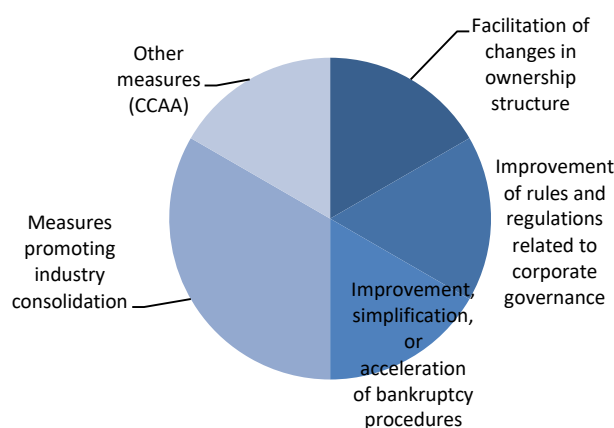 Facilitation of
changes in
ownership
structure
Improvement
of rules and
regulations
related to
corporate
governance
Improvement,
simplification,
or
acceleration
of bankruptcy
procedures
Measures
promoting
industry
consolidation
Other
measures
(CCAA)